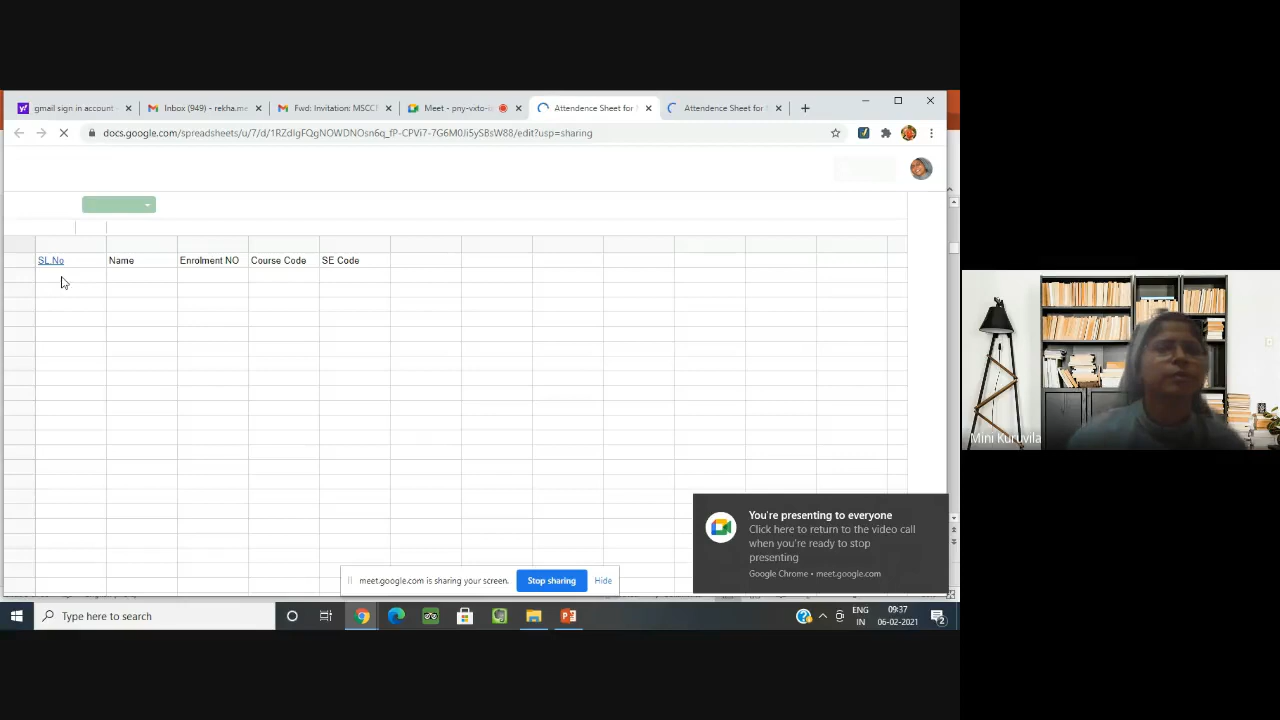 gmail sign in account
Inbox (949) - rekha.me
Fwd: Invitation: MSCCF
Meet - pny-vxto-s
Attendence Sheet for
Attendence Sheet for
docs.google.com/spreadsheets/u/7/d/1RZdIgFQgNOWDNOsn6q_fP-CPVi7-7G6M0Ji5ySBsW88/edit?usp=sharing
SL.No Name Enrolment NO Course Code SE Code
Mini Kuruvila
You're presenting to everyone
Click here to return to the video call
when you're ready to stop
presenting
Google Chrome • meet.google.com
meet.google.com is sharing your screen. Stop sharing Hide
Type here to search
ENG
IN
09:37
06-02-2021
2